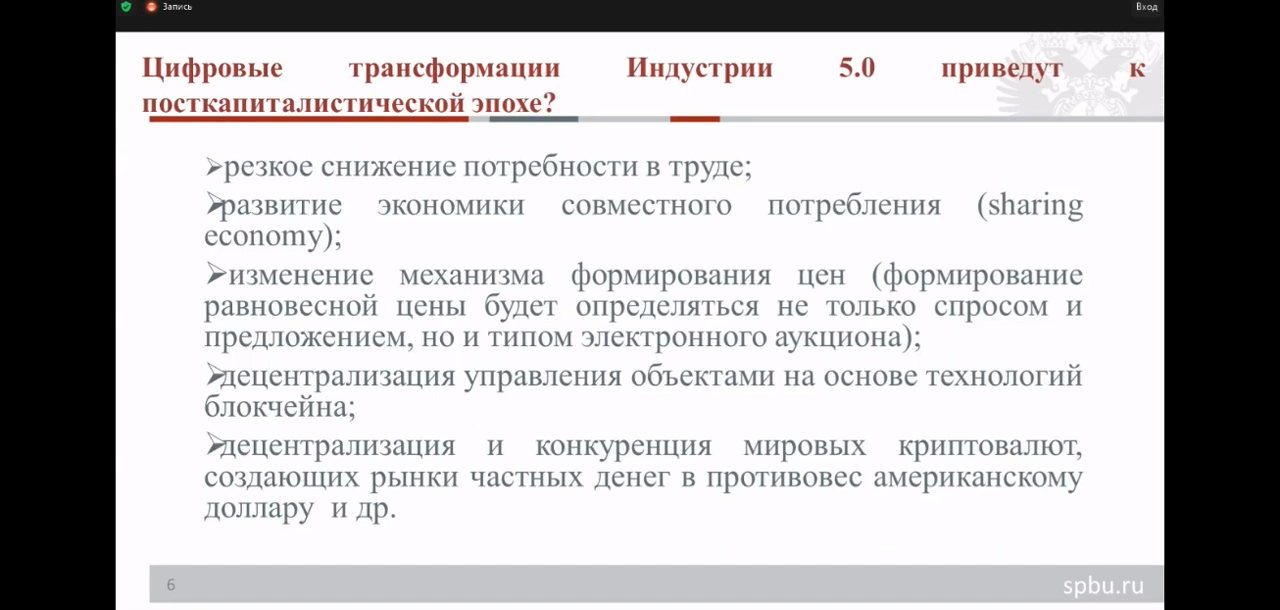 Запись
Вход
Цифровые трансформации Индустрии 5.0 приведут к
посткапиталистической эпохе?
➢резкое снижение потребности в труде;
➢развитие экономики совместного потребления (sharing
economy);
➢изменение механизма формирования цен (формирование
равновесной цены будет определяться не только спросом и
предложением, но и типом электронного аукциона);
➢децентрализация управления объектами на основе технологий
блокчейна;
➢децентрализация и конкуренция мировых криптовалют,
создающих рынки частных денег в противовес американскому
доллару и др.
6
spbu.ru